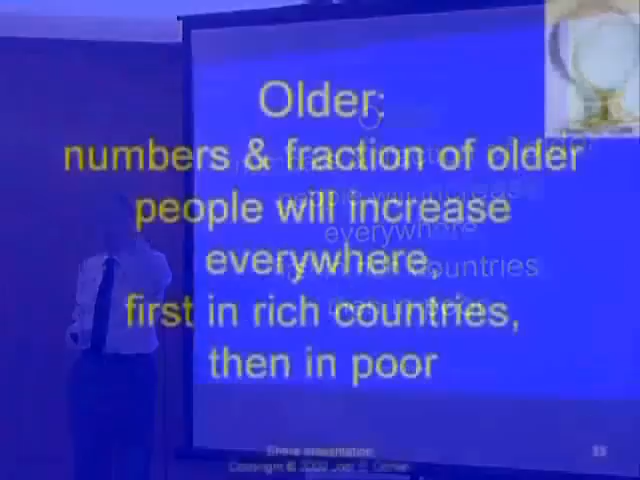 Older:
numbers & fraction of older
people will increase
everywhere,
first in rich countries,
then in poor